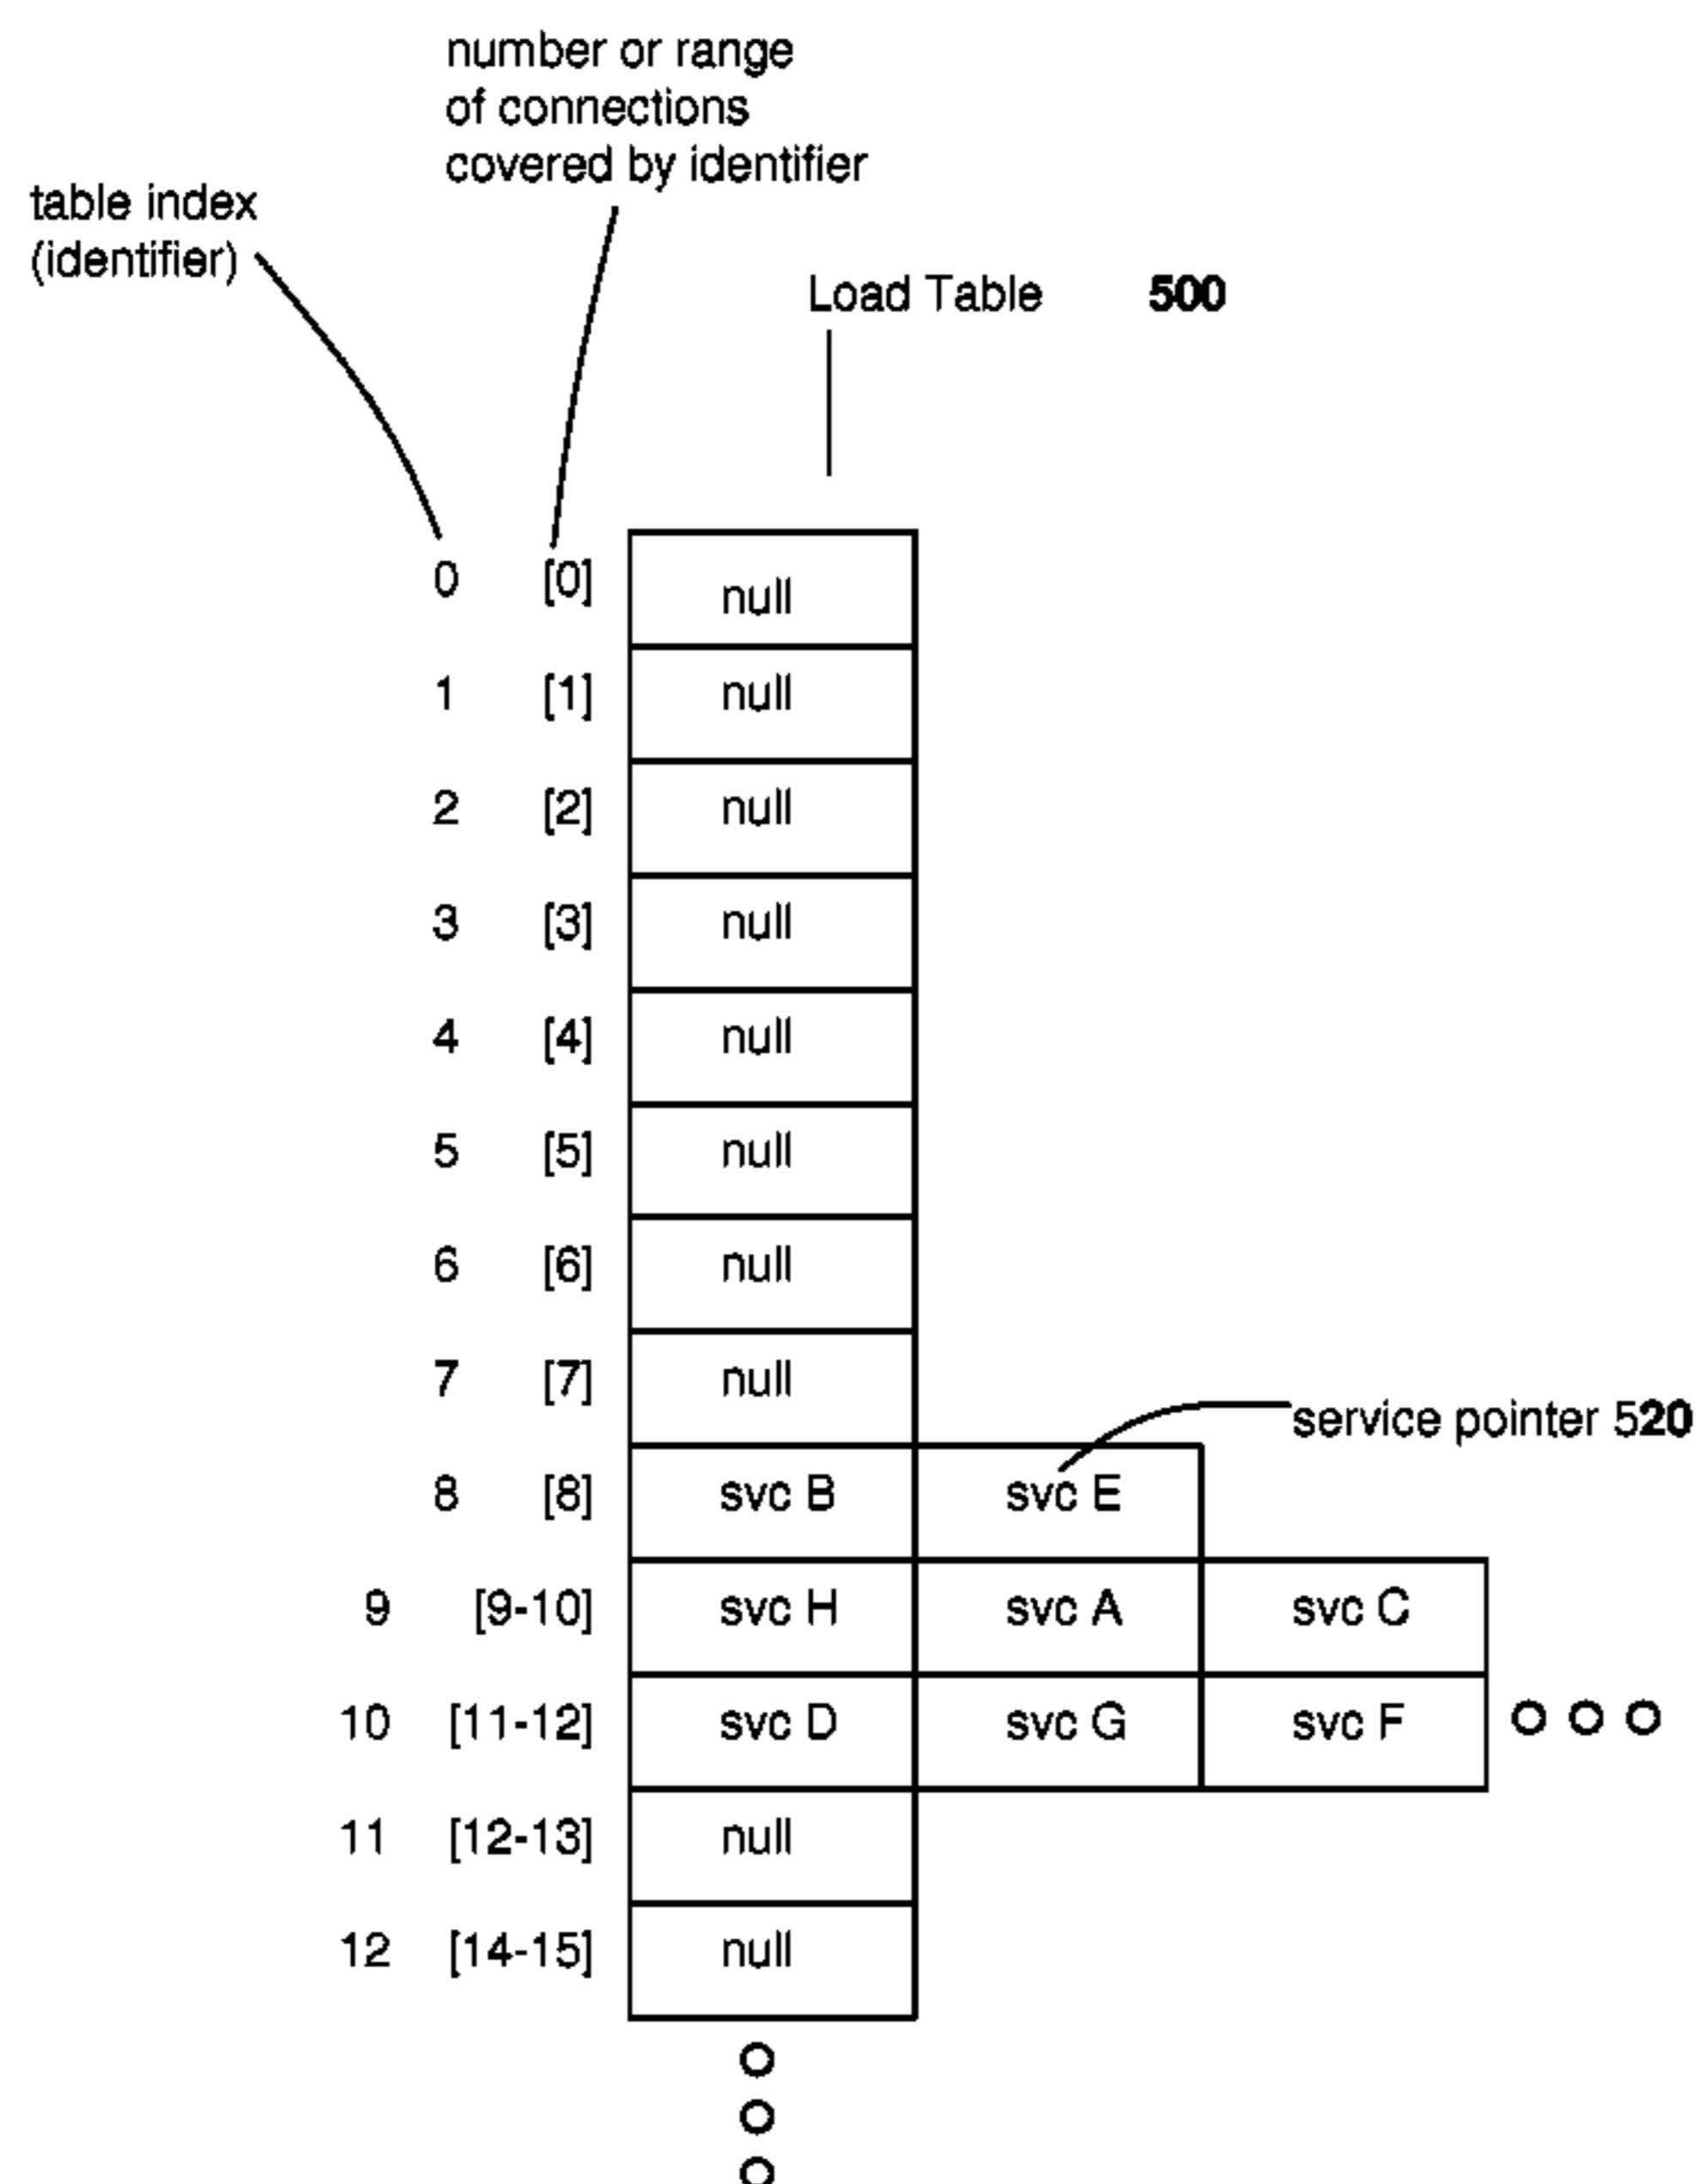 number or range
of connections
covered by identifier
table index
(identifier)
Load Table 500
0 [0] null
1 [1] null
2 [2] null
3 [3] null
4 [4] null
5 [5] null
6 [6] null
7 [7] null
service pointer 520
8 [8] svc B svc E
9 [9-10] svc H svc A svc C
10 [11-12] svc D svc G svc F
11 [12-13] null
12 [14-15] null